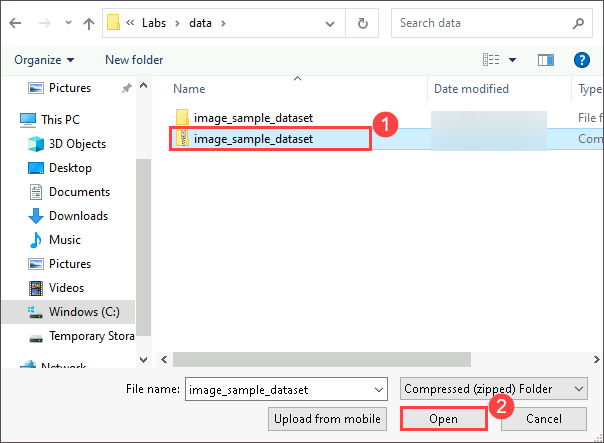 « Labs › data ›
Search data
Organize New folder
?
Name Date modified Type
Pictures
This PC
3D Objects
Desktop
Documents
Downloads
Music
Pictures
Videos
Windows (C:)
Temporary Stora
Network
image_sample_dataset File f
1
image_sample_dataset Com
File name: image_sample_dataset Compressed (zipped) Folder
2
Upload from mobile Open Cancel